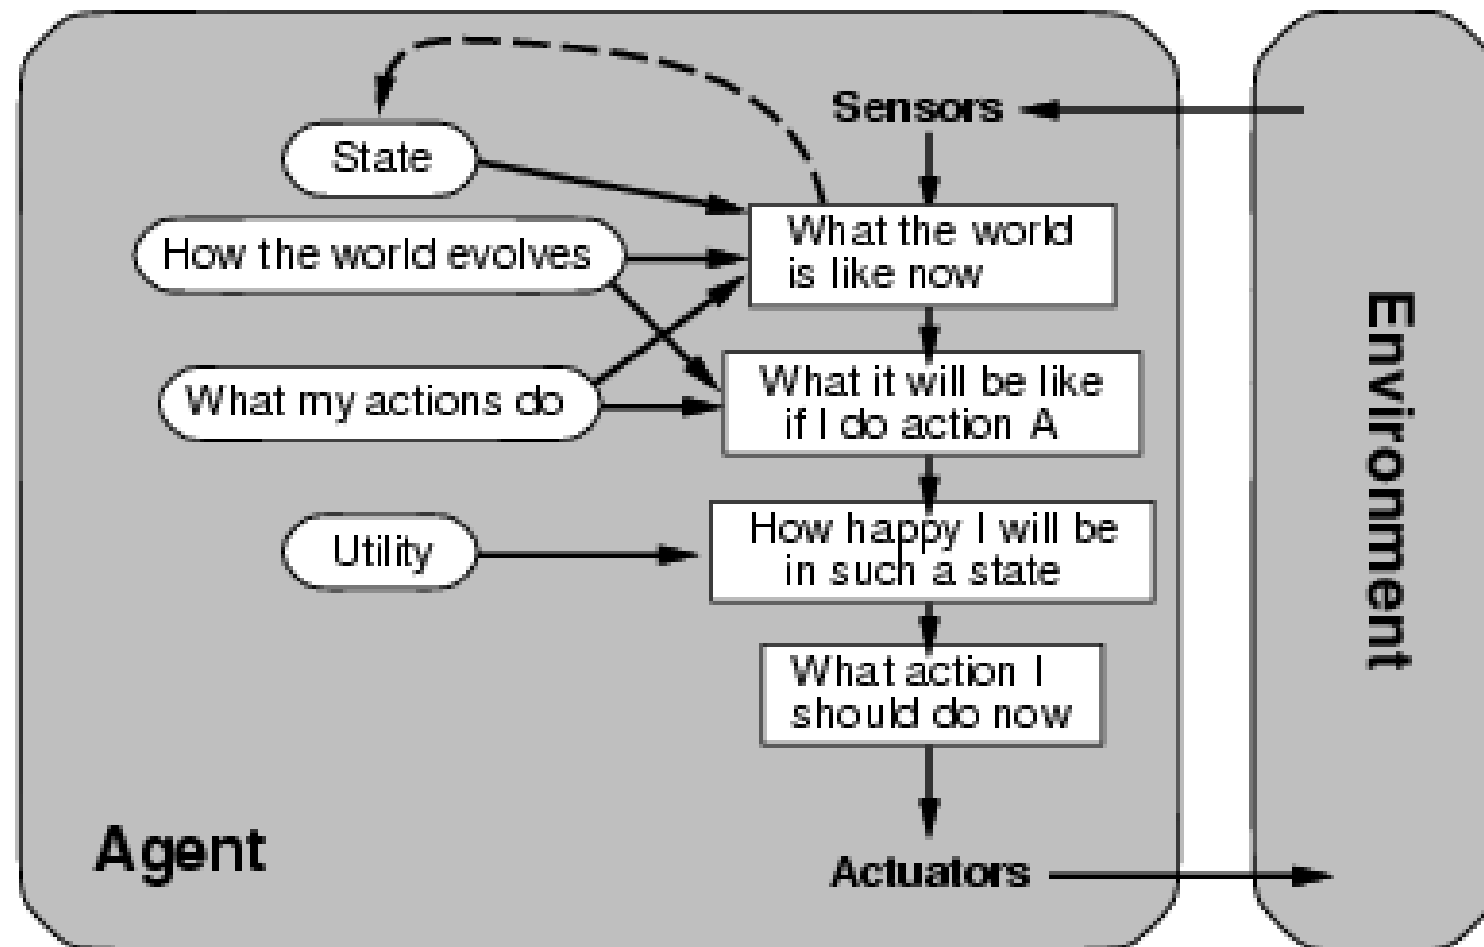 Sensors
State
What the world
is like now
How the world evolves
What it will be like
if I do action A
What my actions do
How happy I will be
in such a state
Utility
What action I
should do now
Agent
Actuators
Environment